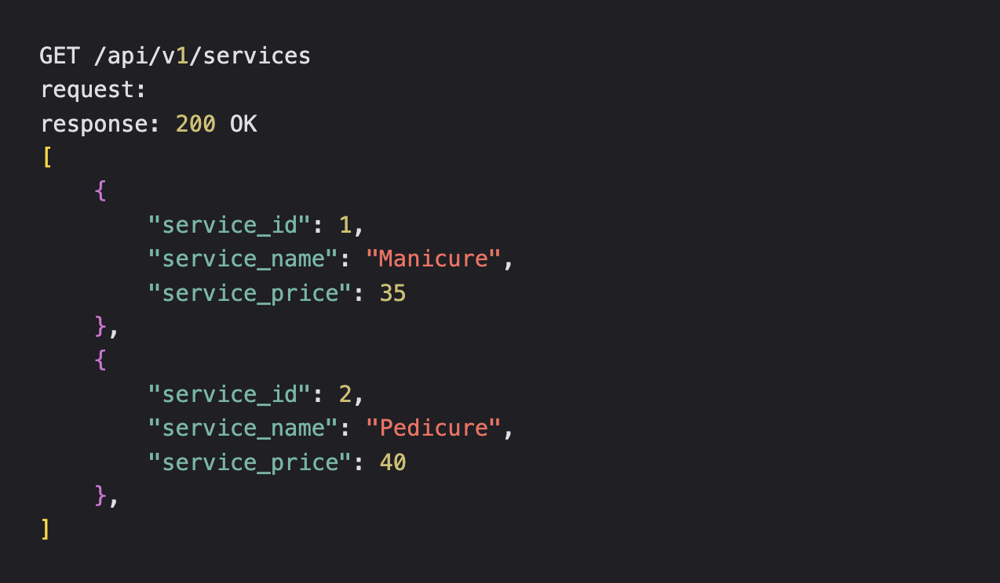 GET /api/v1/services
request:
response: 200 OK
[
    {
        "service_id": 1,
        "service_name": "Manicure",
        "service_price": 35
    },
    {
        "service_id": 2,
        "service_name": "Pedicure",
        "service_price": 40
    },
]